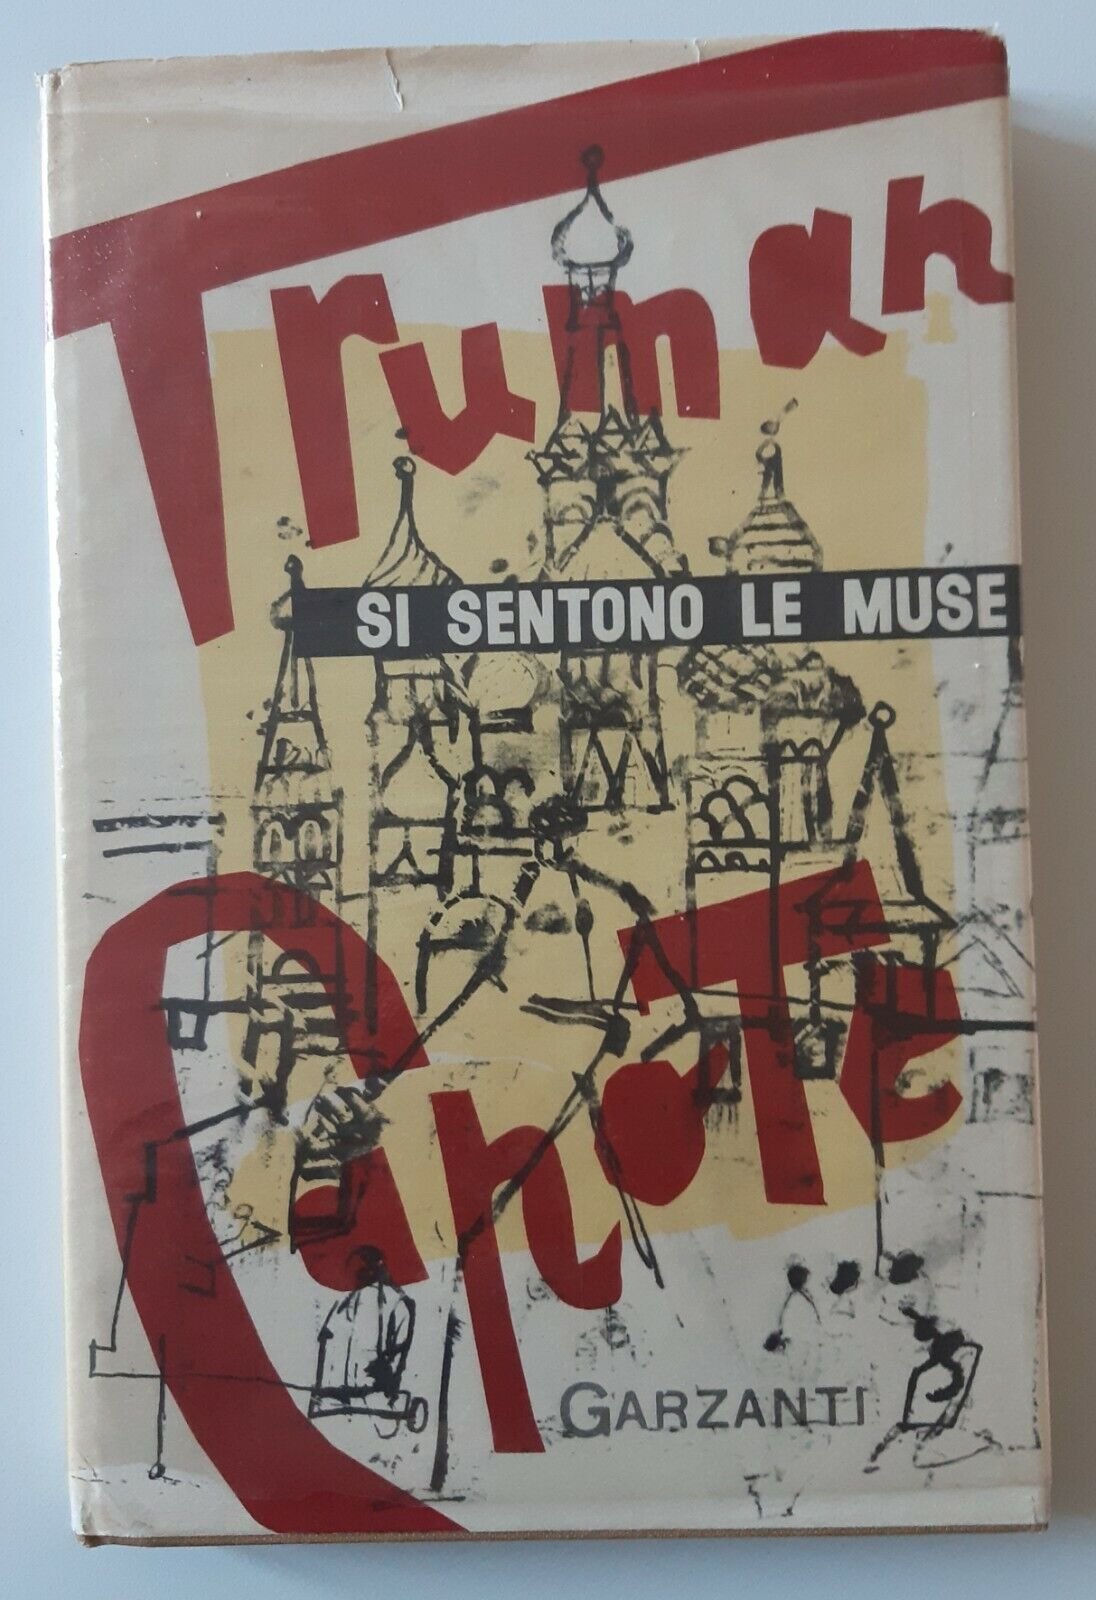 Truman
SI SENTONO LE MUSE
CapoTe
GARZANTI